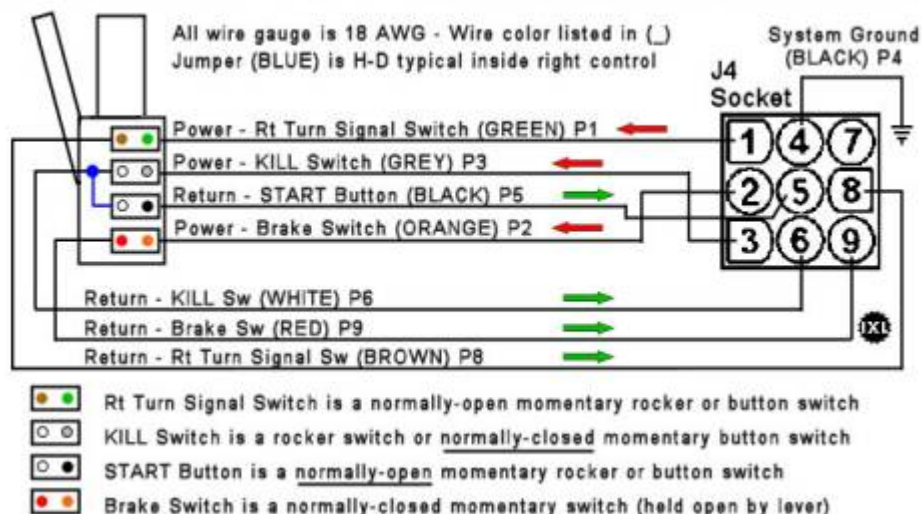 All wire gauge is 18 AWG - Wire color listed in (_)
Jumper (BLUE) is H-D typical inside right control
System Ground
(BLACK) P4
J4
Socket
Power - Rt Turn Signal Switch (GREEN) P1
Power - KILL Switch (GREY) P3
Return - START Button (BLACK) P5
Power - Brake Switch (ORANGE) P2
1 4 7
2 5 8
3 6 9
Return - KILL Sw (WHITE) P6
Return - Brake Sw (RED) P9
Return - Rt Turn Signal Sw (BROWN) P8
IXL
Rt Turn Signal Switch is a normally-open momentary rocker or button switch
KILL Switch is a rocker switch or normally-closed momentary button switch
START Button is a normally-open momentary rocker or button switch
Brake Switch is a normally-closed momentary switch (held open by lever)